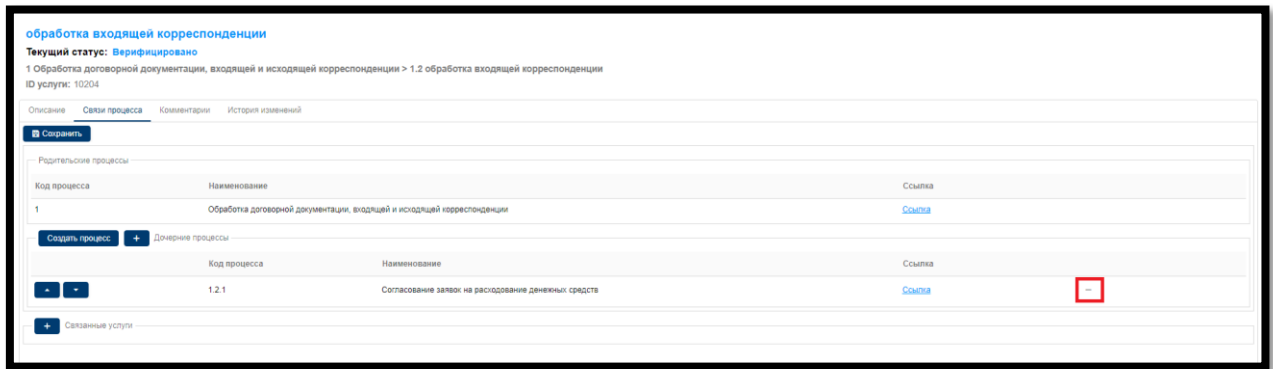 обработка входящей корреспонденции
Текущий статус: Верифицировано
1 Обработка договорной документации, входящей и исходящей корреспонденции > 1.2 обработка входящей корреспонденции
ID услуги: 10204
Описание Связи процесса Комментарии История изменений
Сохранить
Родительские процессы
Код процесса Наименование Ссылка
1 Обработка договорной документации, входящей и исходящей корреспонденции Ссылка
Создать процесс + Дочерние процессы
Код процесса Наименование Ссылка
1.2.1 Согласование заявок на расходование денежных средств Ссылка
+ Связанные услуги